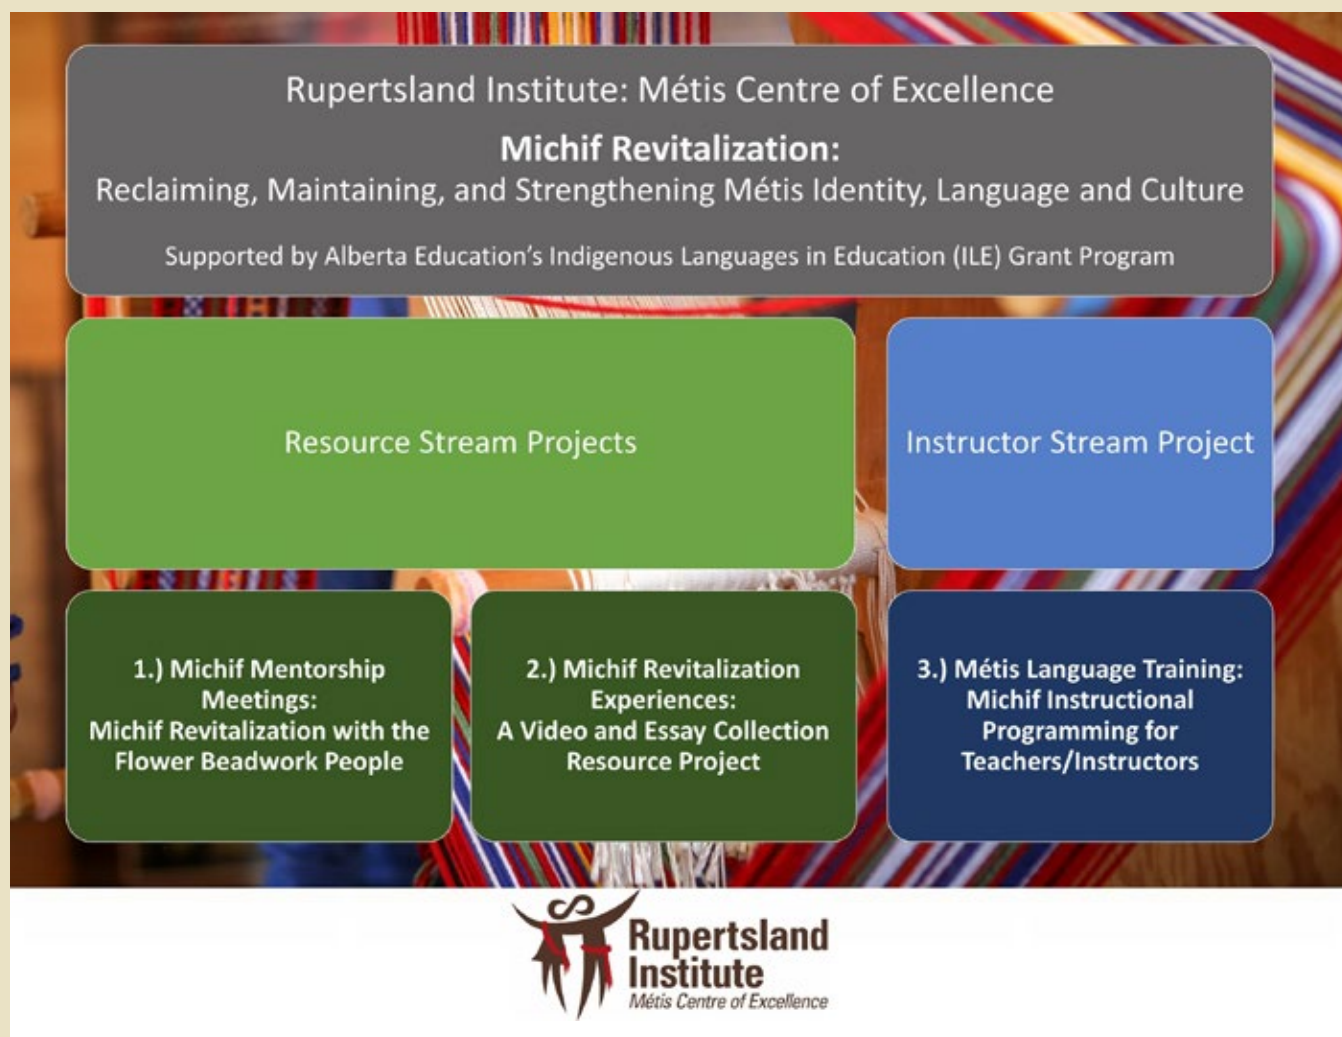 Rupertsland Institute: Métis Centre of Excellence
Michif Revitalization:
Reclaiming, Maintaining, and Strengthening Métis Identity, Language and Culture
Supported by Alberta Education's Indigenous Languages in Education (ILE) Grant Program
Resource Stream Projects
Instructor Stream Project
1.) Michif Mentorship
Meetings:
Michif Revitalization with the
Flower Beadwork People
2.) Michif Revitalization
Experiences:
A Video and Essay Collection
Resource Project
3.) Métis Language Training:
Michif Instructional
Programming for
Teachers/Instructors
Rupertsland
Institute
Métis Centre of Excellence